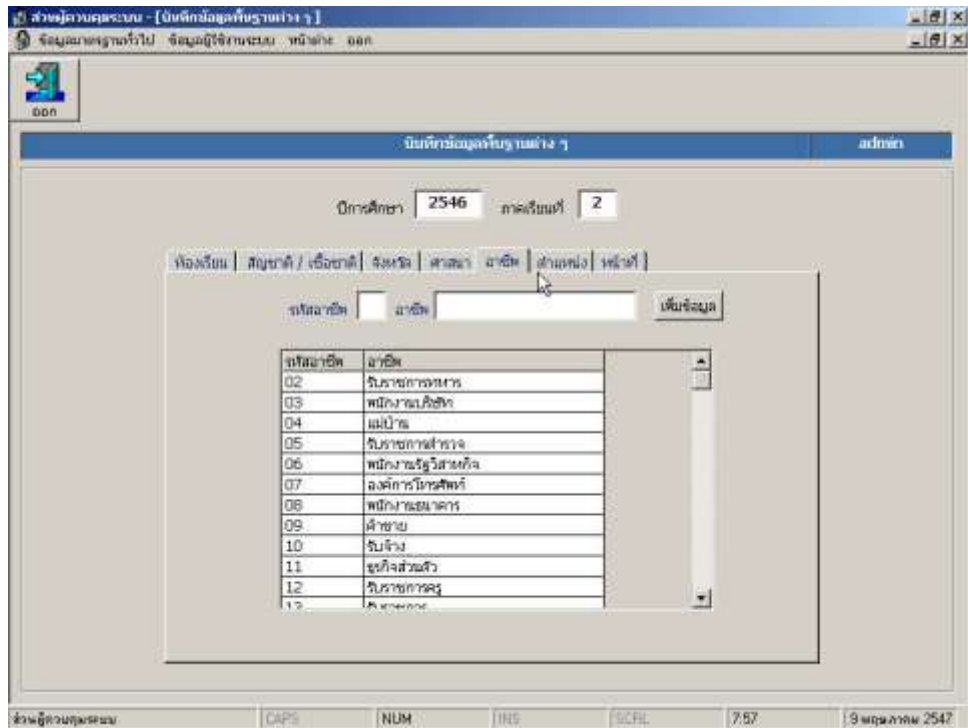 ส่วนผู้ควบคุมระบบ - [บันทึกข้อมูลพื้นฐานต่าง ๆ ]
ข้อมูลมาตรฐานทั่วไป ข้อมูลผู้ใช้งานระบบ หน้าต่าง ออก
ออก
บันทึกข้อมูลพื้นฐานต่าง ๆ admin
ปีการศึกษา 2546 ภาคเรียนที่ 2
ห้องเรียน สัญชาติ / เชื้อชาติ จังหวัด ศาสนา อาชีพ ตำแหน่ง หน้าที่
รหัสอาชีพ อาชีพ เพิ่มข้อมูล
รหัสอาชีพ อาชีพ
02 รับราชการทหาร
03 พนักงานบริษัท
04 แม่บ้าน
05 รับราชการตำรวจ
06 พนักงานรัฐวิสาหกิจ
07 องค์การโทรศัพท์
08 พนักงานธนาคาร
09 ค้าขาย
10 รับจ้าง
11 ธุรกิจส่วนตัว
12 รับราชการครู
13 รับราชการ
ส่วนผู้ควบคุมระบบ CAPS NUM INS SCRL 7:57 9 พฤษภาคม 2547